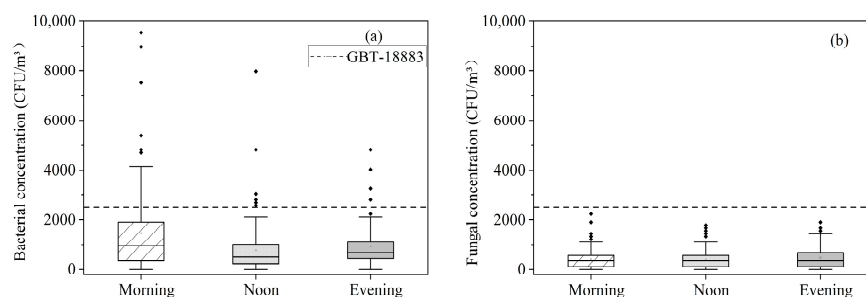 10,000
8000
6000
4000
2000
0
Bacterial concentration (CFU/m³)
(a)
GBT-18883
Morning Noon Evening
10,000
8000
6000
4000
2000
0
Fungal concentration (CFU/m³)
(b)
Morning Noon Evening